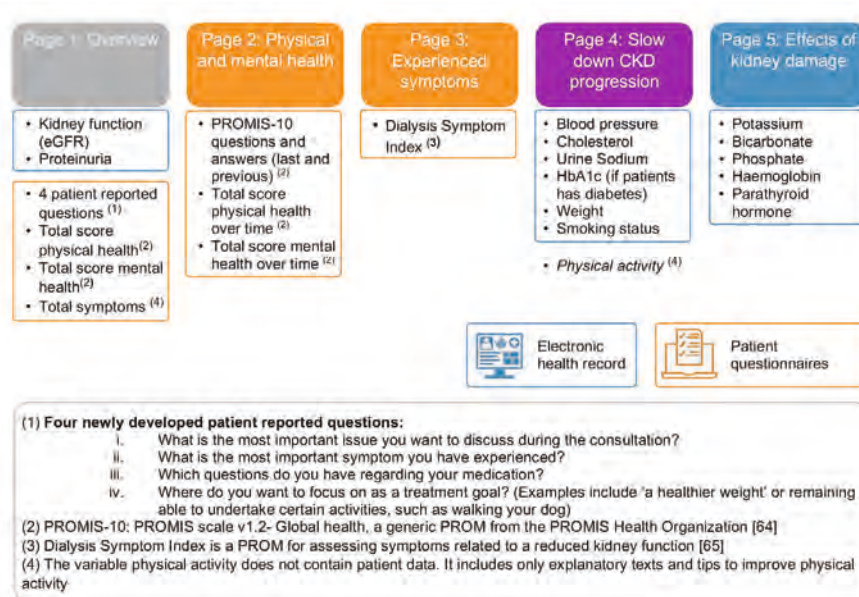 Page 1: Overview
Page 2: Physical
and mental health
Page 3:
Experienced
symptoms
Page 4: Slow
down CKD
progression
Page 5: Effects of
kidney damage
• Kidney function
(eGFR)
• Proteinuria
• 4 patient reported
questions (1)
• Total score
physical health(2)
• Total score mental
health(2)
• Total symptoms (4)
• PROMIS-10
questions and
answers (last and
previous) (2)
• Total score
physical health
over time (2)
• Total score mental
health over time (2)
• Dialysis Symptom
Index (3)
• Blood pressure
• Cholesterol
• Urine Sodium
• HbA1c (if patients
has diabetes)
• Weight
• Smoking status
• Physical activity (4)
• Potassium
• Bicarbonate
• Phosphate
• Haemoglobin
• Parathyroid
hormone
Electronic
health record
Patient
questionnaires
(1) Four newly developed patient reported questions:
i. What is the most important issue you want to discuss during the consultation?
ii. What is the most important symptom you have experienced?
iii. Which questions do you have regarding your medication?
iv. Where do you want to focus on as a treatment goal? (Examples include 'a healthier weight' or remaining
able to undertake certain activities, such as walking your dog)
(2) PROMIS-10: PROMIS scale v1.2- Global health, a generic PROM from the PROMIS Health Organization [64]
(3) Dialysis Symptom Index is a PROM for assessing symptoms related to a reduced kidney function [65]
(4) The variable physical activity does not contain patient data. It includes only explanatory texts and tips to improve physical
activity